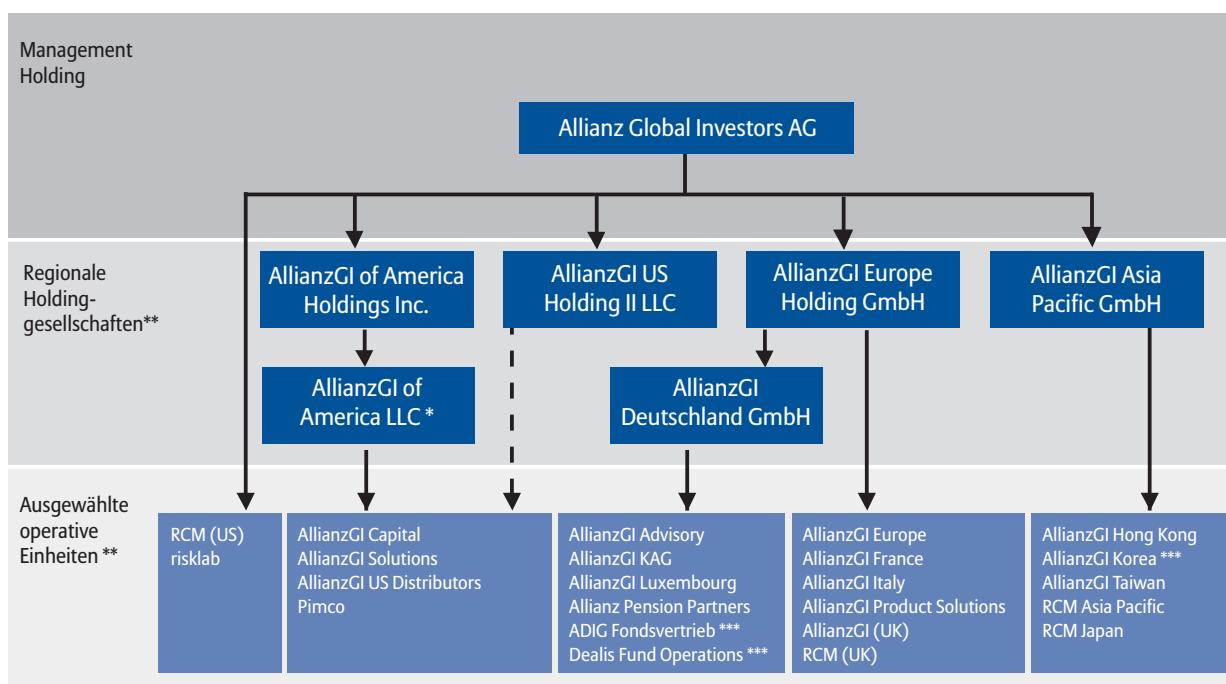 Management
Holding
Allianz Global Investors AG
Regionale
Holding-
gesellschaften**
AllianzGI of America
Holdings Inc.
AllianzGI US
Holding II LLC
AllianzGI Europe
Holding GmbH
AllianzGI Asia
Pacific GmbH
AllianzGI of
America LLC *
AllianzGI
Deutschland GmbH
Ausgewählte
operative
Einheiten **
RCM (US)
risklab
AllianzGI Capital
AllianzGI Solutions
AllianzGI US Distributors
Pimco
AllianzGI Advisory
AllianzGI KAG
AllianzGI Luxembourg
Allianz Pension Partners
ADIG Fondsvertrieb ***
Dealis Fund Operations ***
AllianzGI Europe
AllianzGI France
AllianzGI Italy
AllianzGI Product Solutions
AllianzGI (UK)
RCM (UK)
AllianzGI Hong Kong
AllianzGI Korea ***
AllianzGI Taiwan
RCM Asia Pacific
RCM Japan